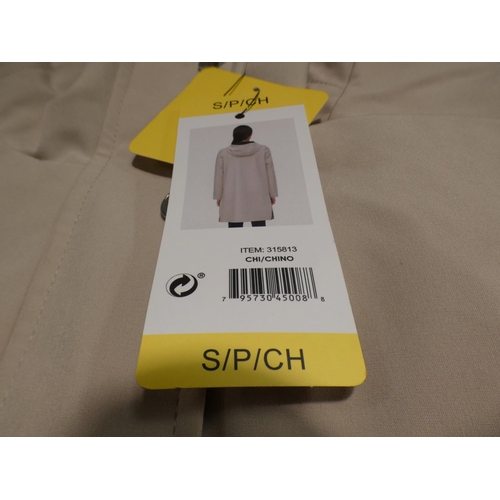 S/P/CH
ITEM: 315813
CHI/CHINO
®
7 95730 45008 8
S/P/CH